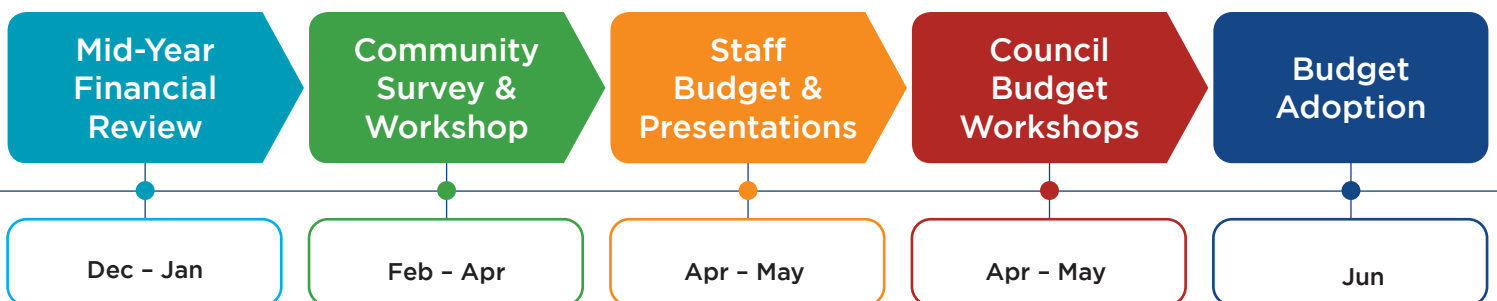 Mid-Year
Financial
Review
Community
Survey &
Workshop
Staff
Budget &
Presentations
Council
Budget
Workshops
Budget
Adoption
Dec – Jan
Feb – Apr
Apr – May
Apr – May
Jun